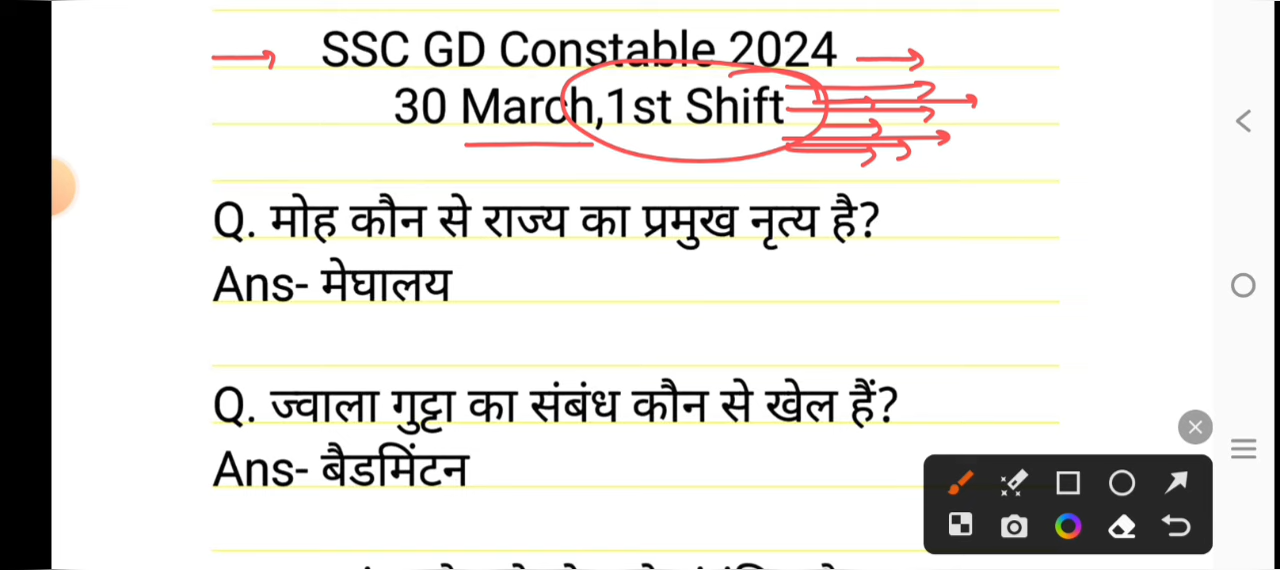 SSC GD Constable 2024
30 March,1st Shift
Q. मोह कौन से राज्य का प्रमुख नृत्य है?
Ans- मेघालय
Q. ज्वाला गुट्टा का संबंध कौन से खेल हैं?
Ans- बैडमिंटन